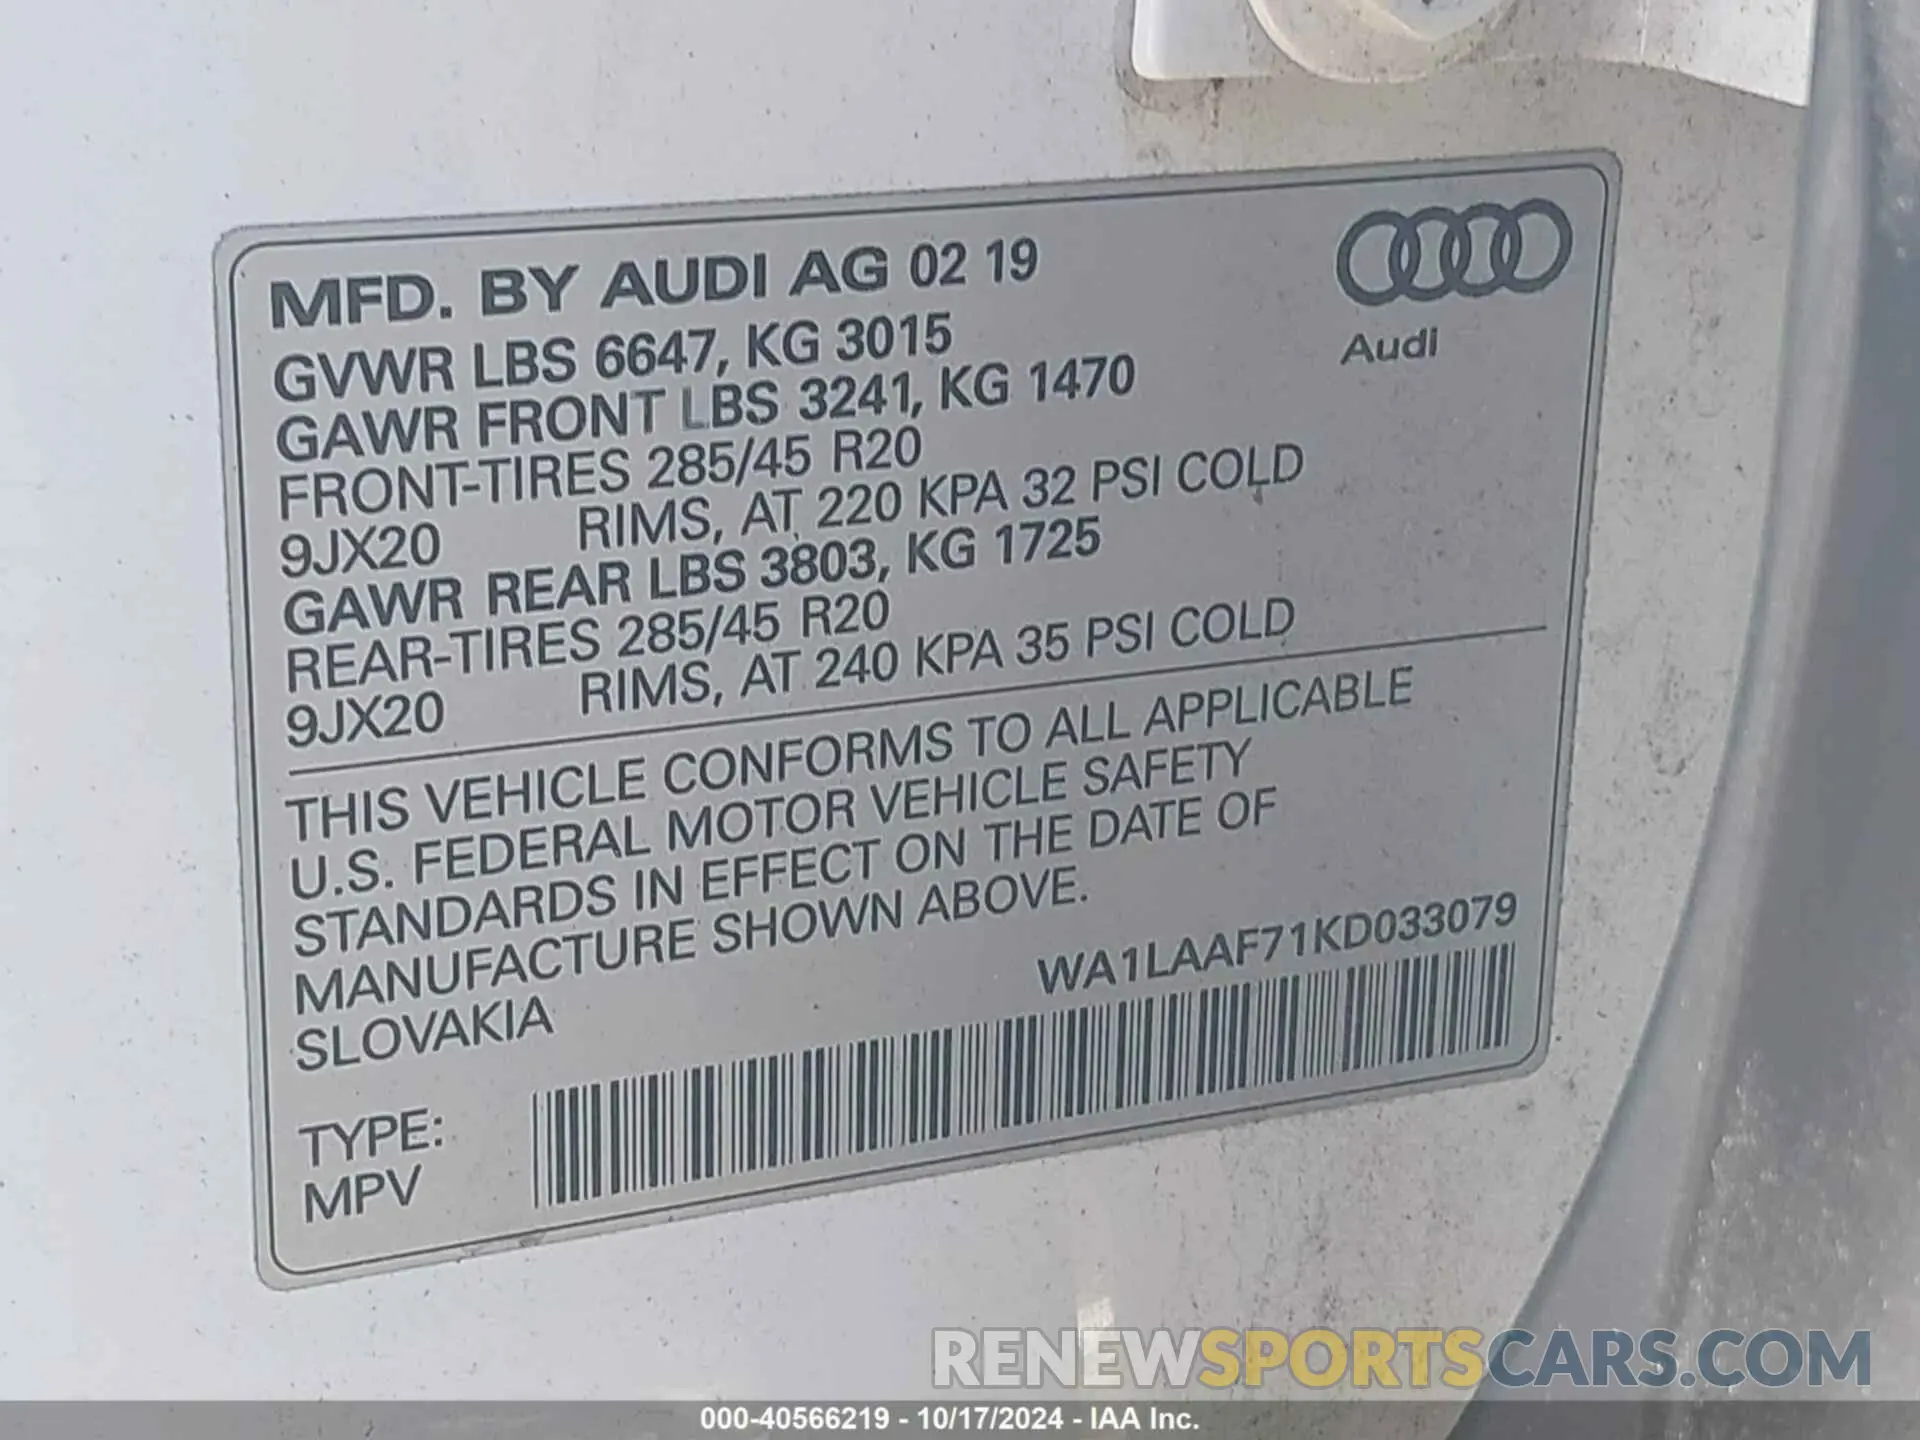 MFD. BY AUDI AG 02 19
Audi
GVWR LBS 6647, KG 3015
GAWR FRONT LBS 3241, KG 1470
FRONT-TIRES 285/45 R20
9JX20 RIMS, AT 220 KPA 32 PSI COLD
GAWR REAR LBS 3803, KG 1725
REAR-TIRES 285/45 R20
9JX20 RIMS, AT 240 KPA 35 PSI COLD
THIS VEHICLE CONFORMS TO ALL APPLICABLE
U.S. FEDERAL MOTOR VEHICLE SAFETY
STANDARDS IN EFFECT ON THE DATE OF
MANUFACTURE SHOWN ABOVE.
SLOVAKIA
WA1LAAF71KD033079
TYPE:
MPV
RENEWSPORTSCARS.COM
000-40566219 - 10/17/2024 - IAA Inc.